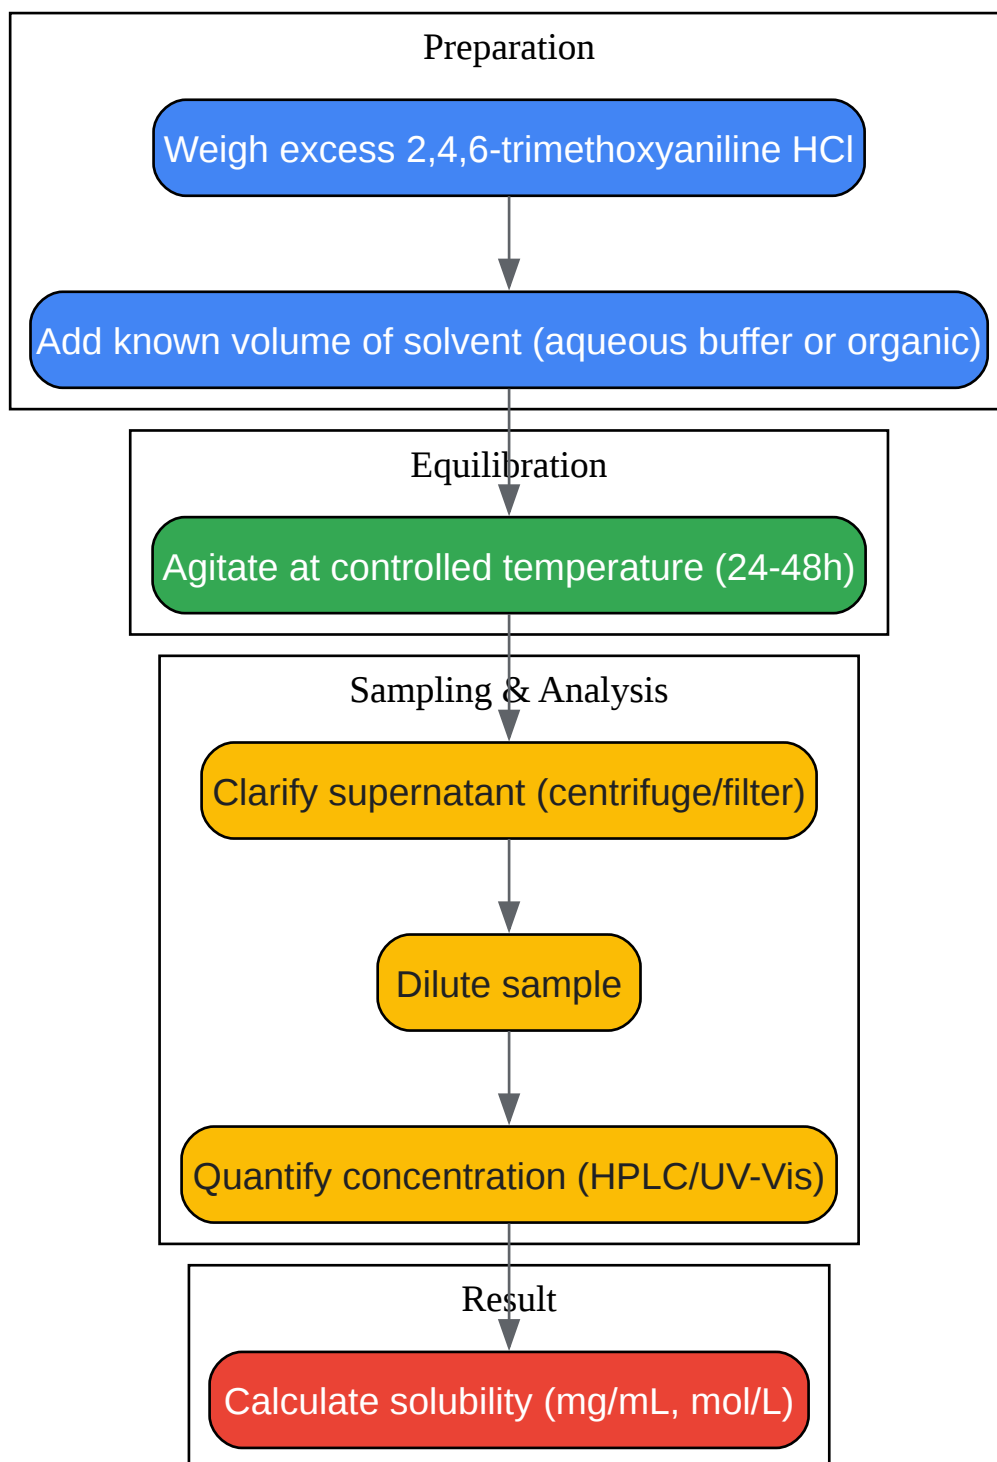 Preparation
Weigh excess 2,4,6-trimethoxyaniline HCl
Add known volume of solvent (aqueous buffer or organic)
Equilibration
Agitate at controlled temperature (24-48h)
Sampling & Analysis
Clarify supernatant (centrifuge/filter)
Dilute sample
Quantify concentration (HPLC/UV-Vis)
Result
Calculate solubility (mg/mL, mol/L)